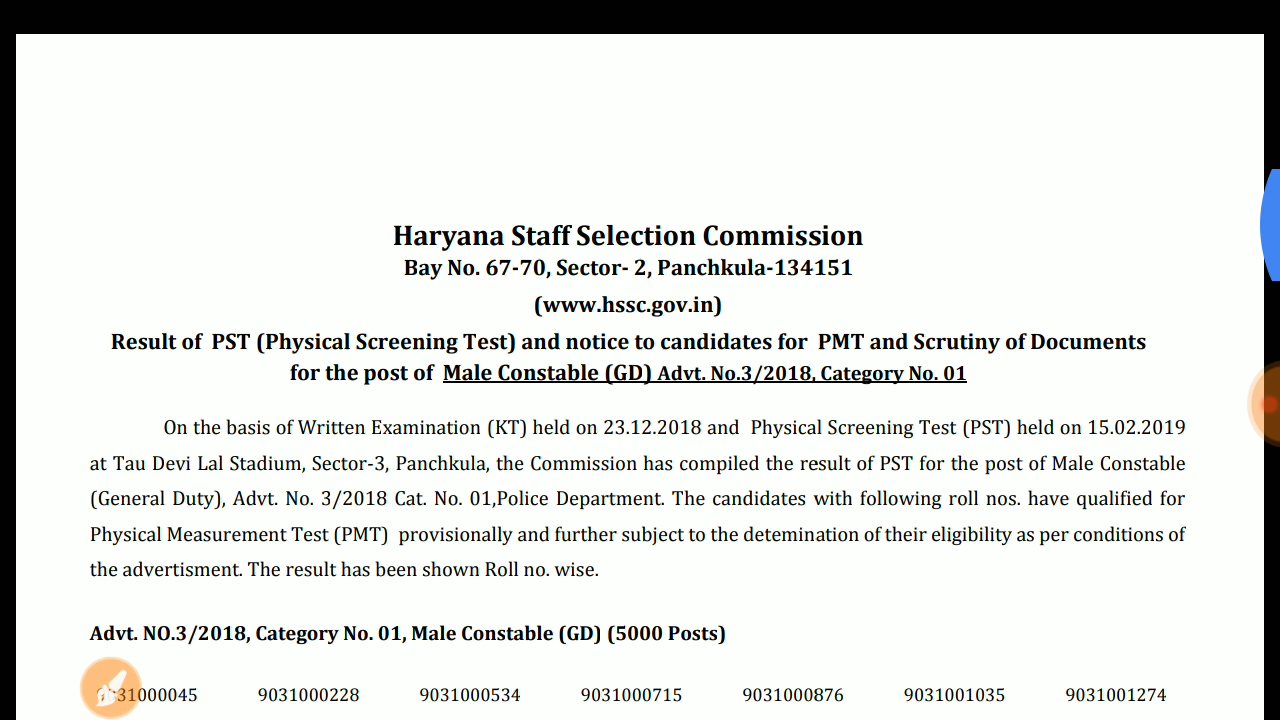 Haryana Staff Selection Commission
Bay No. 67-70, Sector- 2, Panchkula-134151
(www.hssc.gov.in)
Result of PST (Physical Screening Test) and notice to candidates for PMT and Scrutiny of Documents
for the post of Male Constable (GD) Advt. No.3/2018, Category No. 01
On the basis of Written Examination (KT) held on 23.12.2018 and Physical Screening Test (PST) held on 15.02.2019
at Tau Devi Lal Stadium, Sector-3, Panchkula, the Commission has compiled the result of PST for the post of Male Constable
(General Duty), Advt. No. 3/2018 Cat. No. 01,Police Department. The candidates with following roll nos. have qualified for
Physical Measurement Test (PMT) provisionally and further subject to the detemination of their eligibility as per conditions of
the advertisment. The result has been shown Roll no. wise.
Advt. NO.3/2018, Category No. 01, Male Constable (GD) (5000 Posts)
9031000045 9031000228 9031000534 9031000715 9031000876 9031001035 9031001274